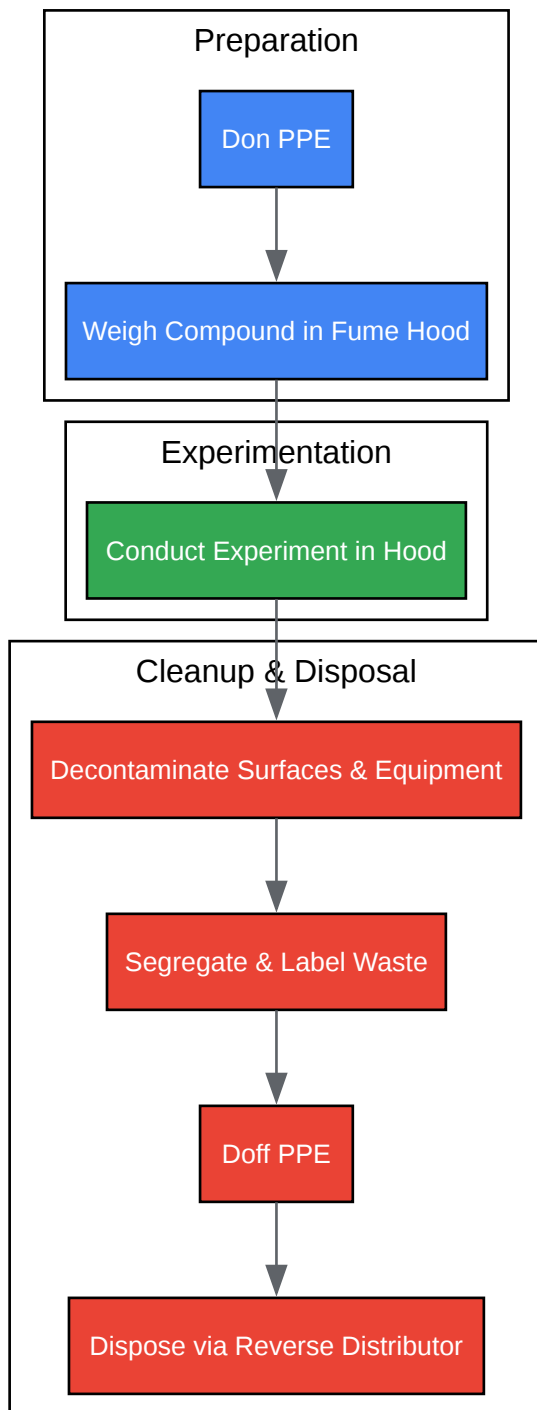 Preparation
Don PPE
Weigh Compound in Fume Hood
Experimentation
Conduct Experiment in Hood
Cleanup & Disposal
Decontaminate Surfaces & Equipment
Segregate & Label Waste
Doff PPE
Dispose via Reverse Distributor